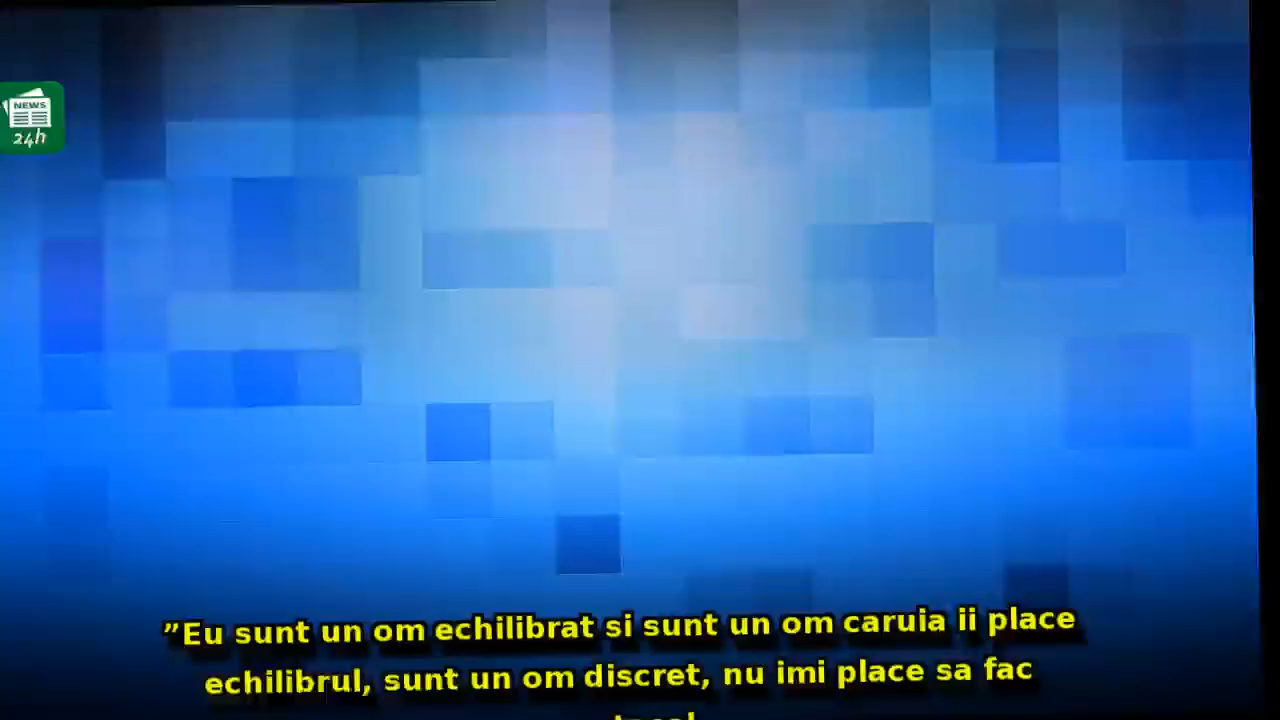 NEWS
24h
”Eu sunt un om echilibrat si sunt un om caruia ii place
echilibrul, sunt un om discret, nu imi place sa fac